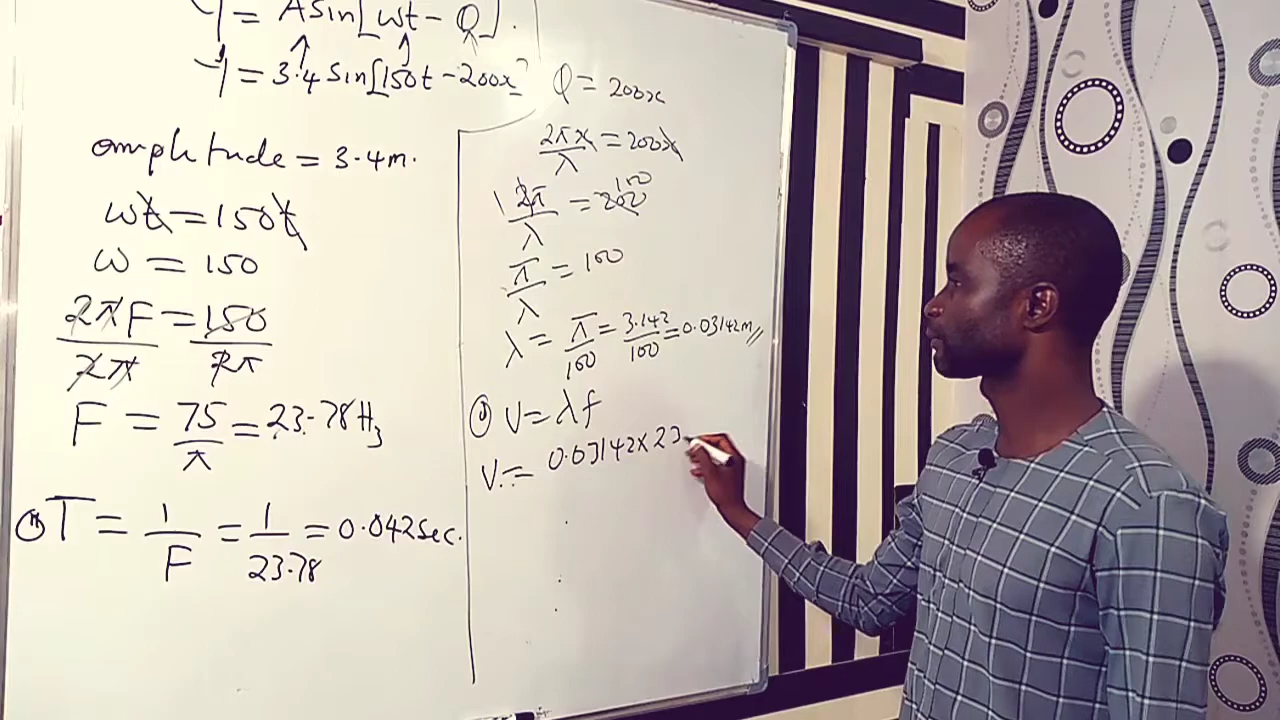 y = A sin[wt - Q].
y = 3.4 sin[150t - 200x]
amplitude = 3.4m.
wt = 150t
w = 150
2πF = 150
2π 2π
F = 75 = 23.78Hz
π
T = 1 = 1 = 0.042sec.
F 23.78
Q = 200x
2πx = 200x
λ
100
1 2π = 200
λ
π = 100
λ
λ = π = 3.142 = 0.03142m //
100 100
V = λf
V = 0.03142 x 23